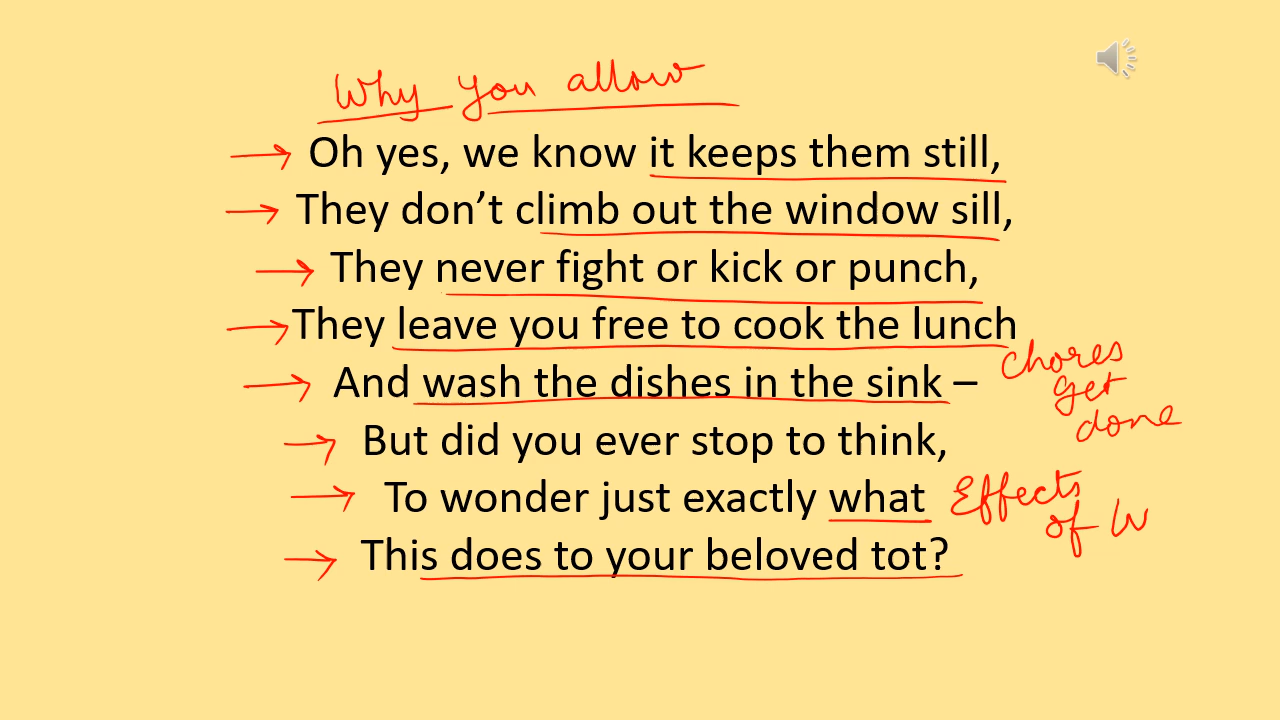 Why you allow
Oh yes, we know it keeps them still,
They don't climb out the window sill,
They never fight or kick or punch,
They leave you free to cook the lunch
And wash the dishes in the sink –
But did you ever stop to think,
To wonder just exactly what
This does to your beloved tot?
Chores
get
done
Effects
of W